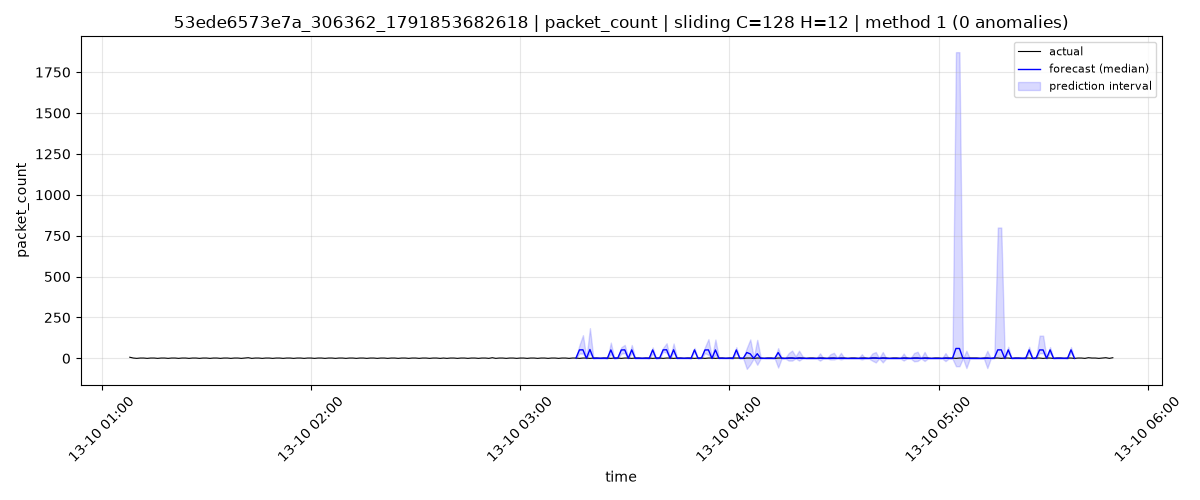 53ede6573e7a_306362_1791853682618 | packet_count | sliding C=128 H=12 | method 1 (0 anomalies)
actual
forecast (median)
prediction interval
1750
1500
1250
1000
750
500
250
0
packet_count
13-10 01:00
13-10 02:00
13-10 03:00
13-10 04:00
13-10 05:00
13-10 06:00
time